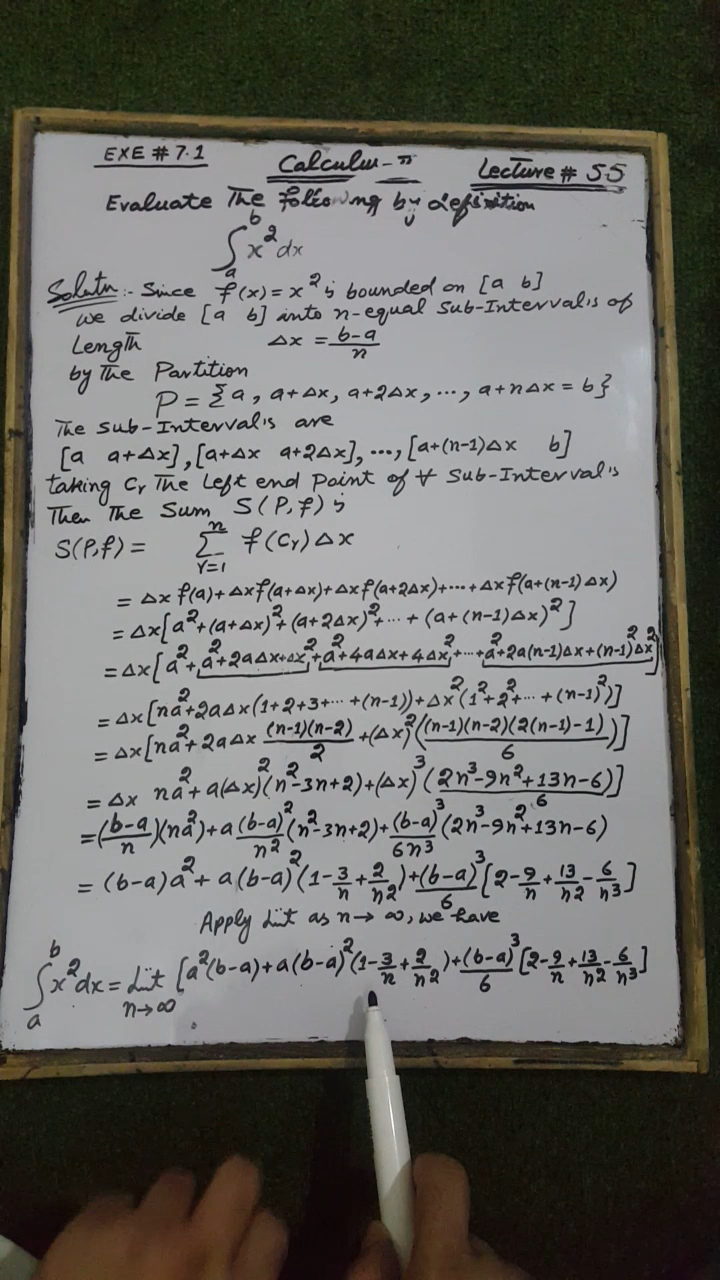 EXE # 7.1
Calculus-II
Lecture # 55
Evaluate The following by definition
∫ₐᵇ x² dx
Solutn:- Since f(x) = x² is bounded on [a b]
we divide [a b] into n-equal Sub-Intervals of
Length Δx = (b-a)/n
by The Partition
P = {a, a+Δx, a+2Δx, ..., a+nΔx = b}
The Sub-Intervals are
[a a+Δx], [a+Δx a+2Δx], ..., [a+(n-1)Δx b]
taking Cᵣ The Left end Point of ∀ Sub-Intervals
Then The Sum S(P,f) is
S(P,f) = Σᵣ₌₁ⁿ f(Cᵣ)Δx
= Δx f(a) + Δx f(a+Δx) + Δx f(a+2Δx) + ... + Δx f(a+(n-1)Δx)
= Δx[a² + (a+Δx)² + (a+2Δx)² + ... + (a+(n-1)Δx)²]
= Δx[a² + a²+2aΔx+Δx² + a²+4aΔx+4Δx² + ... + a²+2a(n-1)Δx+(n-1)²Δx²]
= Δx[na²+2aΔx(1+2+3+...+(n-1))+Δx²(1²+2²+...+(n-1)²)]
= Δx[na²+2aΔx (n-1)(n-2)/2 + (Δx)²((n-1)(n-2)(2(n-1)-1)/6)]
= Δx na² + a(Δx)²(n²-3n+2) + (Δx)³(2n³-9n²+13n-6)/6]
= ((b-a)/n)(na²) + a (b-a)²/n² (n²-3n+2) + (b-a)³/6n³ (2n³-9n²+13n-6)
= (b-a)a² + a(b-a)²(1-3/n+2/n²) + (b-a)³/6 [2-9/n+13/n²-6/n³]
Apply Limt as n→∞, we have
∫ₐᵇ x²dx = Limt n→∞ [a²(b-a)+a(b-a)²(1-3/n+2/n²)+(b-a)³/6 [2-9/n+13/n²-6/n³]